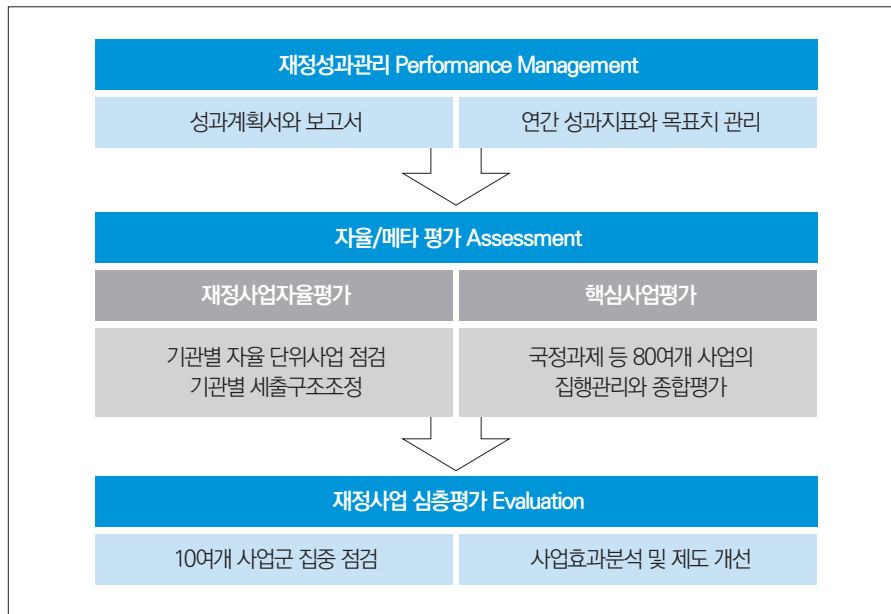 재정성과관리 Performance Management
성과계획서와 보고서
연간 성과지표와 목표치 관리
자율/메타 평가 Assessment
재정사업자율평가
핵심사업평가
기관별 자율 단위사업 점검
기관별 세출구조조정
국정과제 등 80여개 사업의
집행관리와 종합평가
재정사업 심층평가 Evaluation
10여개 사업군 집중 점검
사업효과분석 및 제도 개선